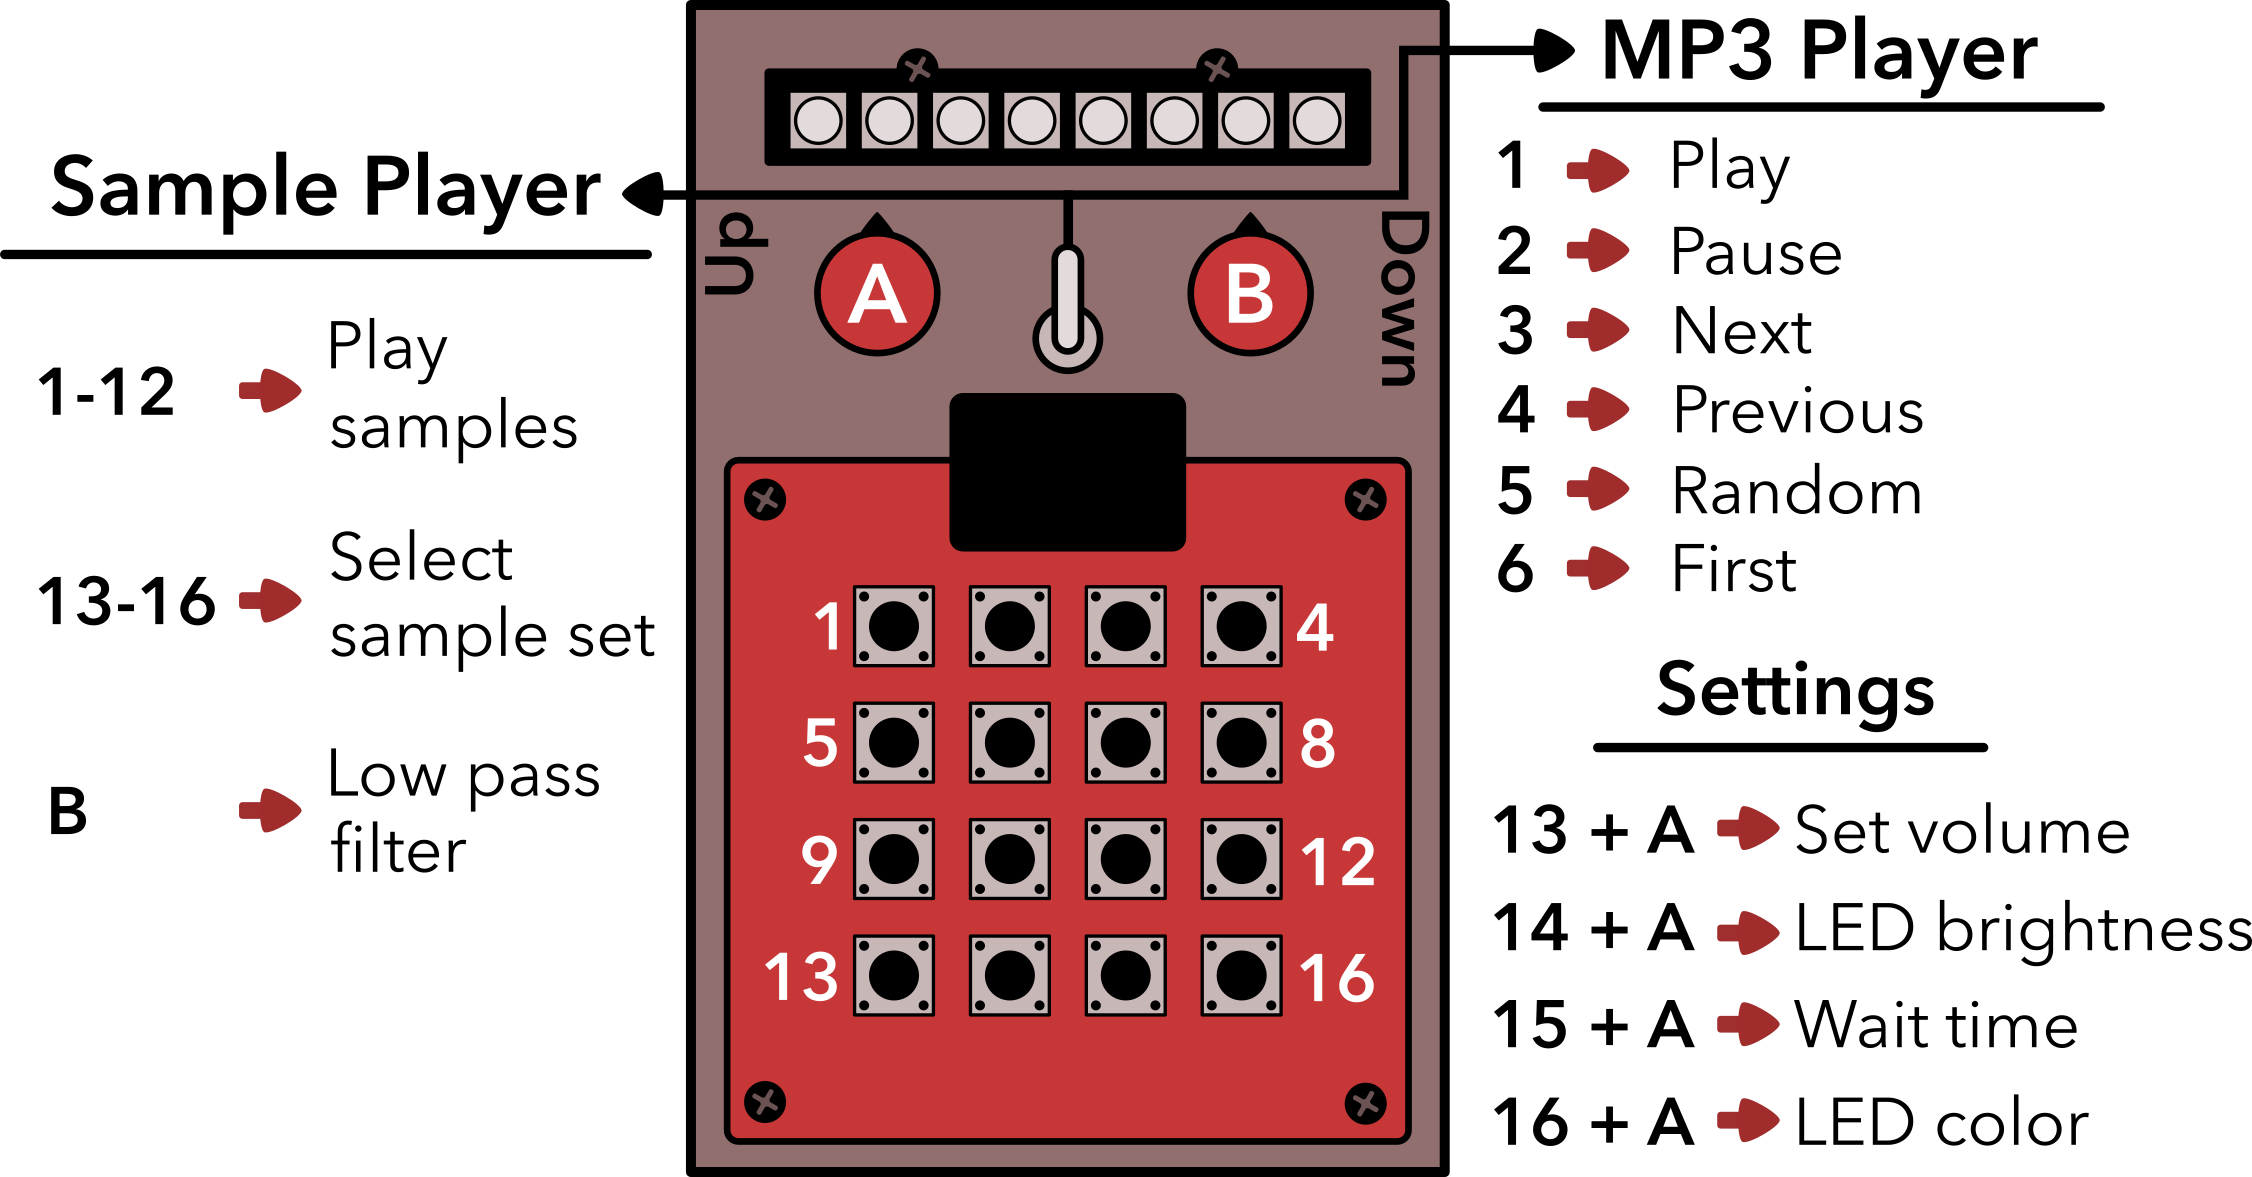 Sample Player
1-12 Play
samples
13-16 Select
sample set
B Low pass
filter
Up
Down
A
B
1
4
5
8
9
12
13
16
MP3 Player
1 Play
2 Pause
3 Next
4 Previous
5 Random
6 First
Settings
13 + A Set volume
14 + A LED brightness
15 + A Wait time
16 + A LED color